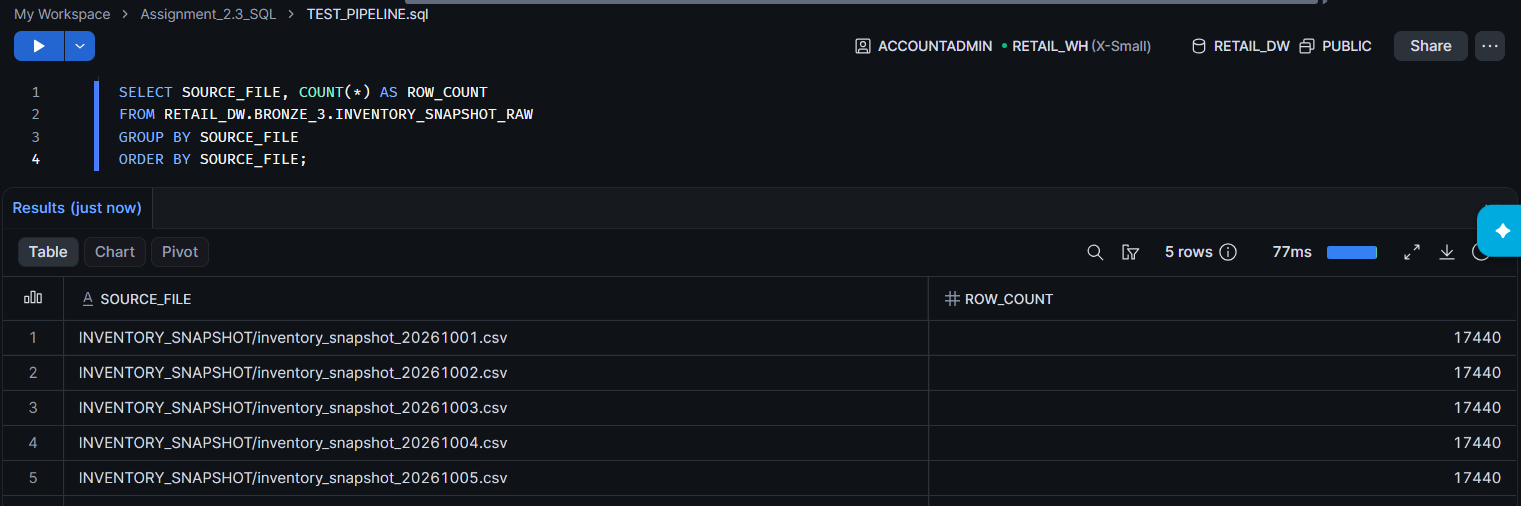 My Workspace > Assignment_2.3_SQL > TEST_PIPELINE.sql
ACCOUNTADMIN RETAIL_WH (X-Small) RETAIL_DW PUBLIC Share ...
1 SELECT SOURCE_FILE, COUNT(*) AS ROW_COUNT
2 FROM RETAIL_DW.BRONZE_3.INVENTORY_SNAPSHOT_RAW
3 GROUP BY SOURCE_FILE
4 ORDER BY SOURCE_FILE;
Results (just now)
Table Chart Pivot 5 rows 77ms
A SOURCE_FILE # ROW_COUNT
1 INVENTORY_SNAPSHOT/inventory_snapshot_20261001.csv 17440
2 INVENTORY_SNAPSHOT/inventory_snapshot_20261002.csv 17440
3 INVENTORY_SNAPSHOT/inventory_snapshot_20261003.csv 17440
4 INVENTORY_SNAPSHOT/inventory_snapshot_20261004.csv 17440
5 INVENTORY_SNAPSHOT/inventory_snapshot_20261005.csv 17440